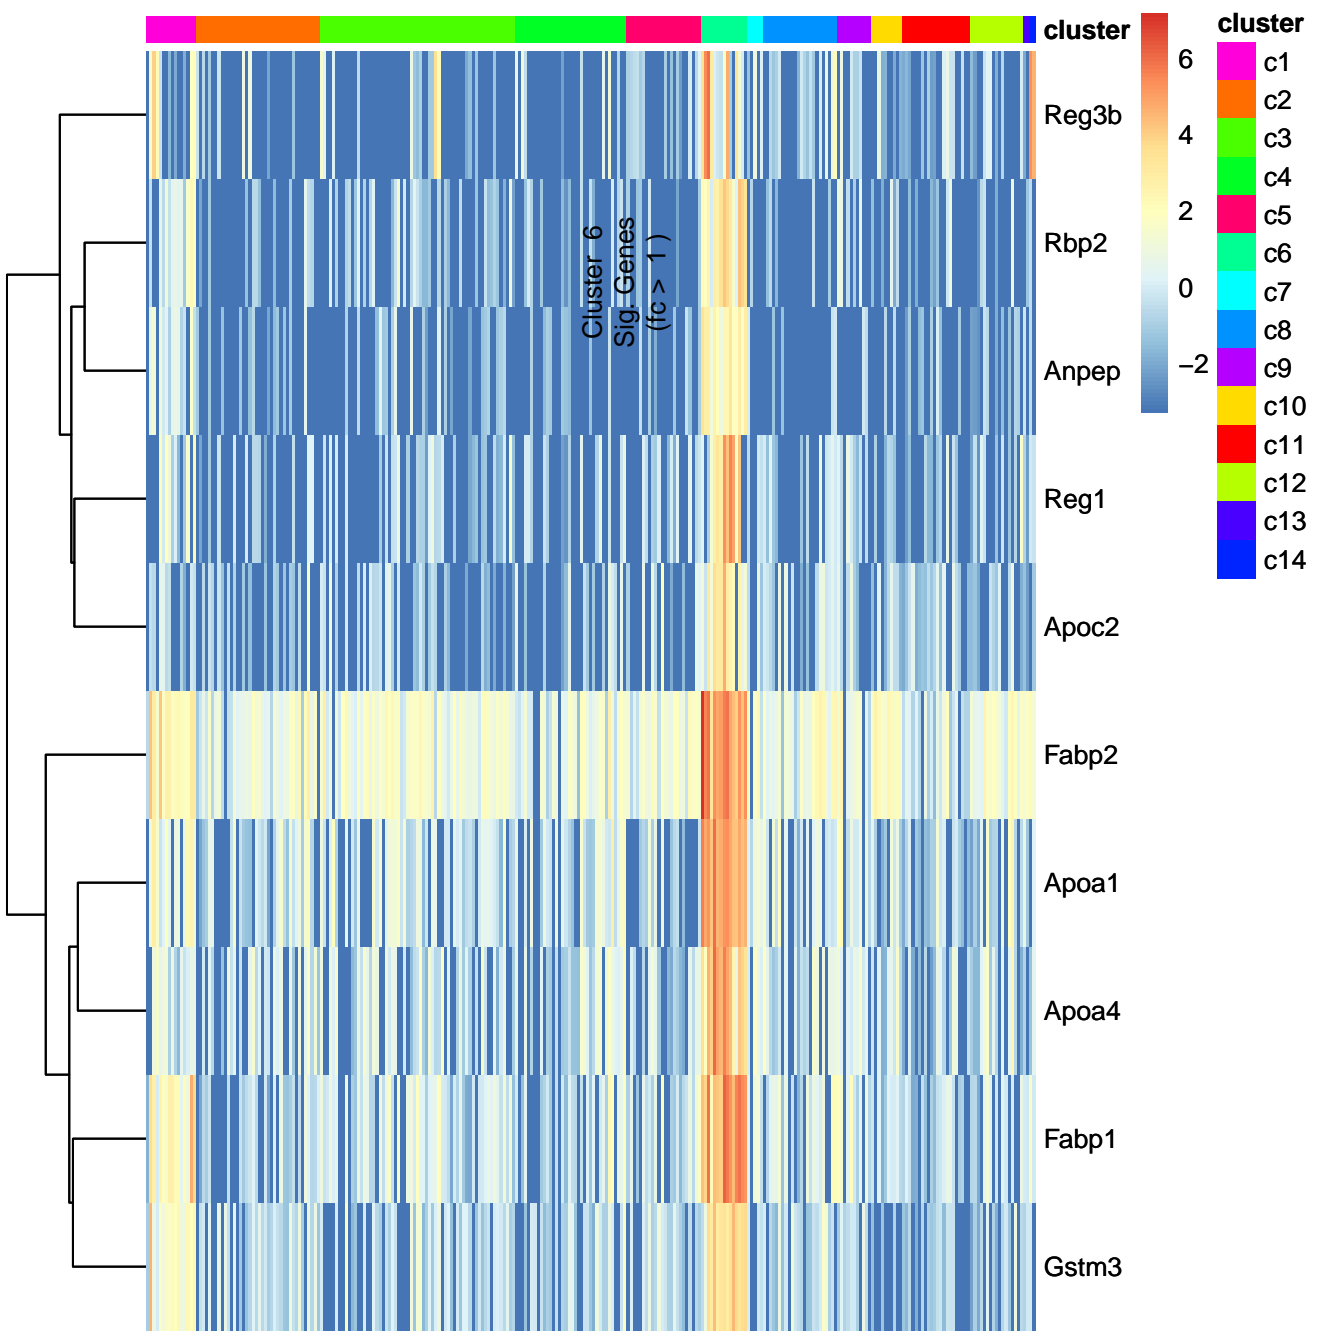 cluster
Reg3b
Rbp2
Anpep
Reg1
Apoc2
Fabp2
Apoa1
Apoa4
Fabp1
Gstm3
Cluster 6
Sig. Genes
(fc > 1 )
6
4
2
0
−2
cluster
c1
c2
c3
c4
c5
c6
c7
c8
c9
c10
c11
c12
c13
c14